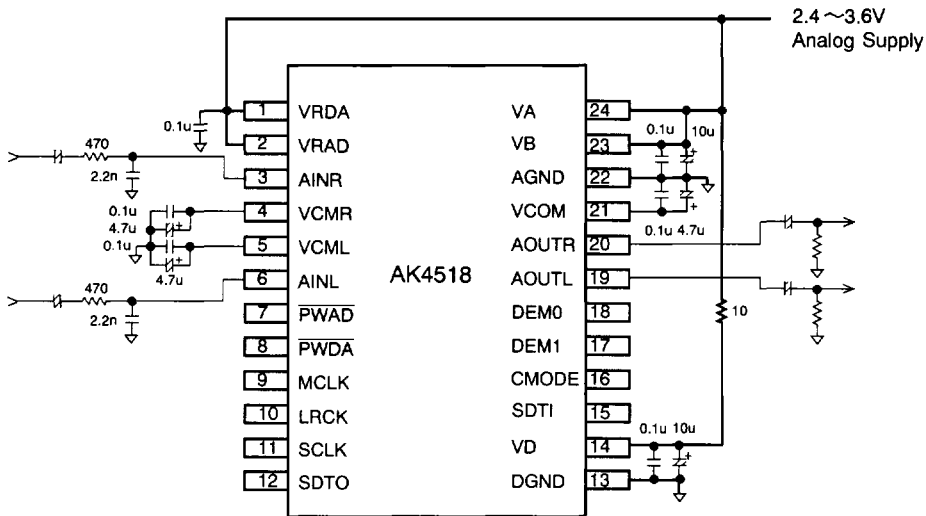 2.4 ～3.6V
Analog Supply
1 VRDA
VA 24
0.1u
0.1u
10u
2 VRAD
VB 23
470
2.2n
3 AINR
AGND 22
0.1u
4 VCMR
VCOM 21
4.7u
+
0.1u 4.7u
+
0.1u
5 VCML
AOUTR 20
4.7u
+
AK4518
6 AINL
AOUTL 19
470
2.2n
7 PWAD
DEM0 18
10
8 PWDA
DEM1 17
9 MCLK
CMODE 16
10 LRCK
SDTI 15
0.1u 10u
11 SCLK
VD 14
+
12 SDTO
DGND 13